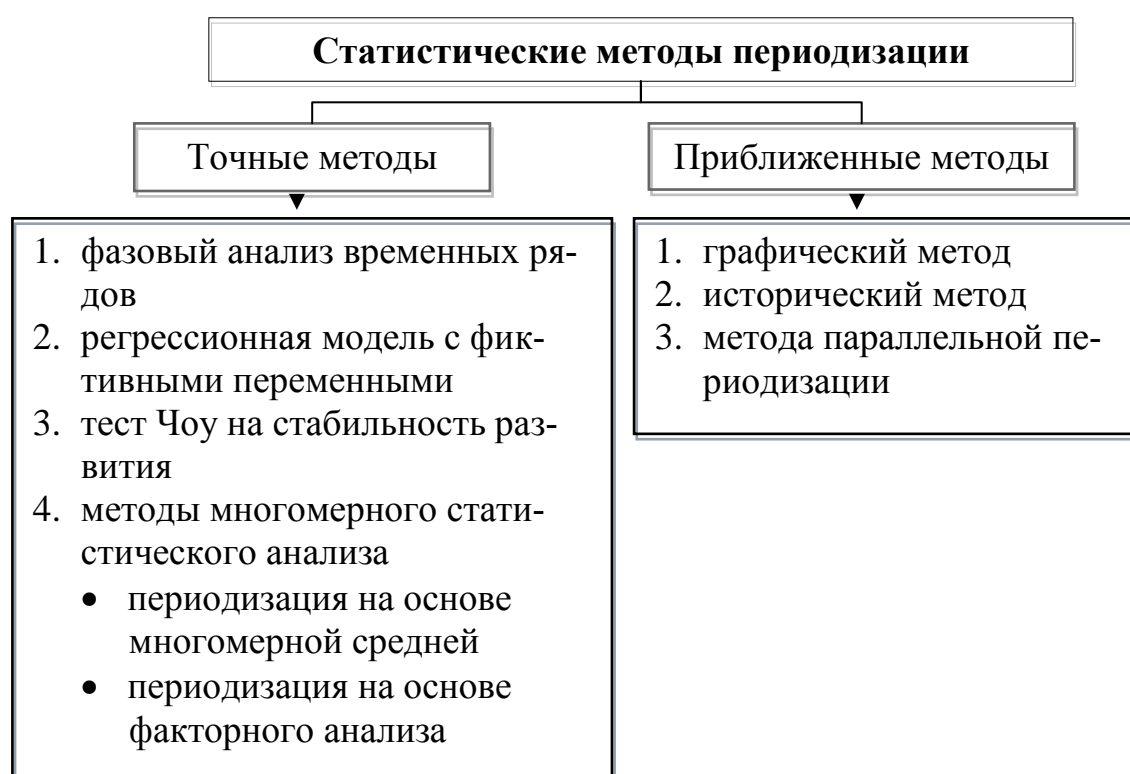 Статистические методы периодизации
Точные методы
Приближенные методы
1. фазовый анализ временных ря-
дов
2. регрессионная модель с фик-
тивными переменными
3. тест Чоу на стабильность раз-
вития
4. методы многомерного стати-
стического анализа
• периодизация на основе
многомерной средней
• периодизация на основе
факторного анализа
1. графический метод
2. исторический метод
3. метода параллельной пе-
риодизации